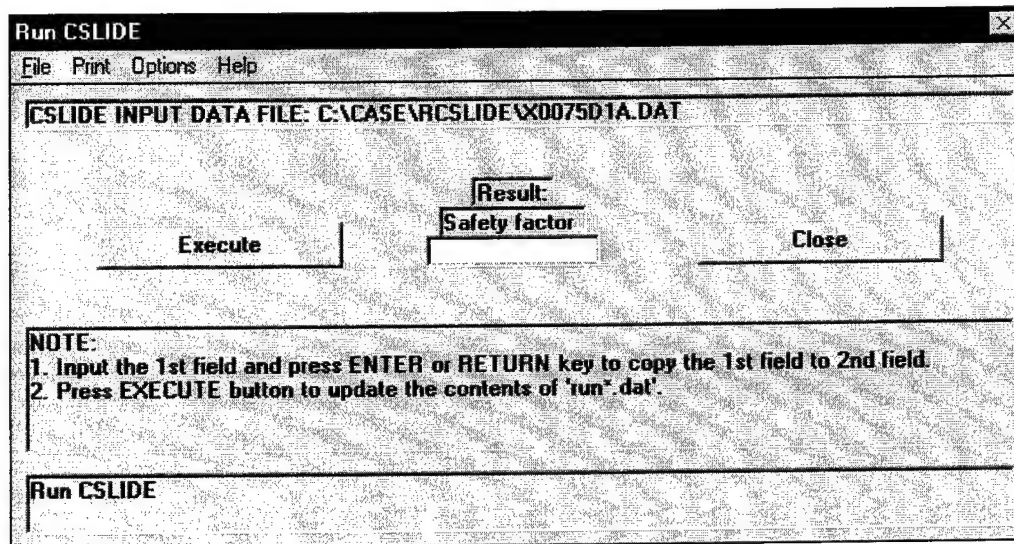 Run CSLIDE
File Print Options Help
CSLIDE INPUT DATA FILE: C:\CASE\RCSLIDE\X0075D1A.DAT
Result:
Safety factor
Execute
Close
NOTE:
1. Input the 1st field and press ENTER or RETURN key to copy the 1st field to 2nd field.
2. Press EXECUTE button to update the contents of 'run*.dat'.
Run CSLIDE